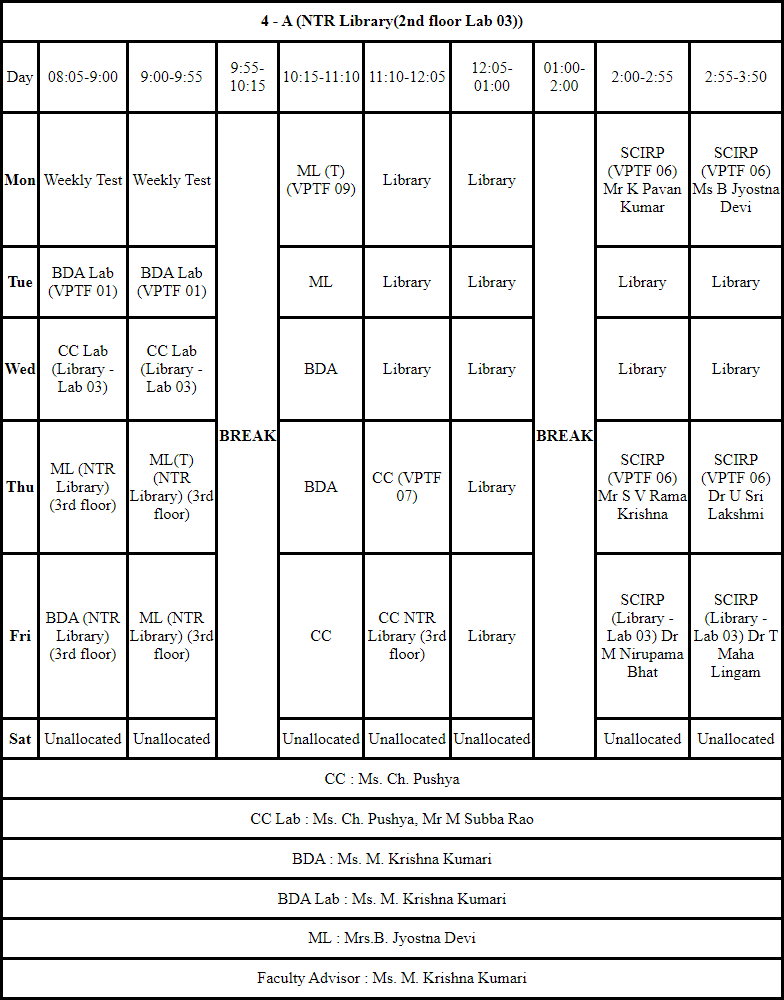 4 - A (NTR Library(2nd floor Lab 03))
Day 08:05-9:00 9:00-9:55 9:55-10:15 10:15-11:10 11:10-12:05 12:05-01:00 01:00-2:00 2:00-2:55 2:55-3:50
Mon Weekly Test Weekly Test ML (T) (VPTF 09) Library Library SCIRP (VPTF 06) Mr K Pavan Kumar SCIRP (VPTF 06) Ms B Jyostna Devi
Tue BDA Lab (VPTF 01) BDA Lab (VPTF 01) ML Library Library Library Library
Wed CC Lab (Library - Lab 03) CC Lab (Library - Lab 03) BDA Library Library Library Library
BREAK BREAK
Thu ML (NTR Library) (3rd floor) ML(T) (NTR Library) (3rd floor) BDA CC (VPTF 07) Library SCIRP (VPTF 06) Mr S V Rama Krishna SCIRP (VPTF 06) Dr U Sri Lakshmi
Fri BDA (NTR Library) (3rd floor) ML (NTR Library) (3rd floor) CC CC NTR Library (3rd floor) Library SCIRP (Library - Lab 03) Dr M Nirupama Bhat SCIRP (Library - Lab 03) Dr T Maha Lingam
Sat Unallocated Unallocated Unallocated Unallocated Unallocated Unallocated Unallocated
CC : Ms. Ch. Pushya
CC Lab : Ms. Ch. Pushya, Mr M Subba Rao
BDA : Ms. M. Krishna Kumari
BDA Lab : Ms. M. Krishna Kumari
ML : Mrs.B. Jyostna Devi
Faculty Advisor : Ms. M. Krishna Kumari